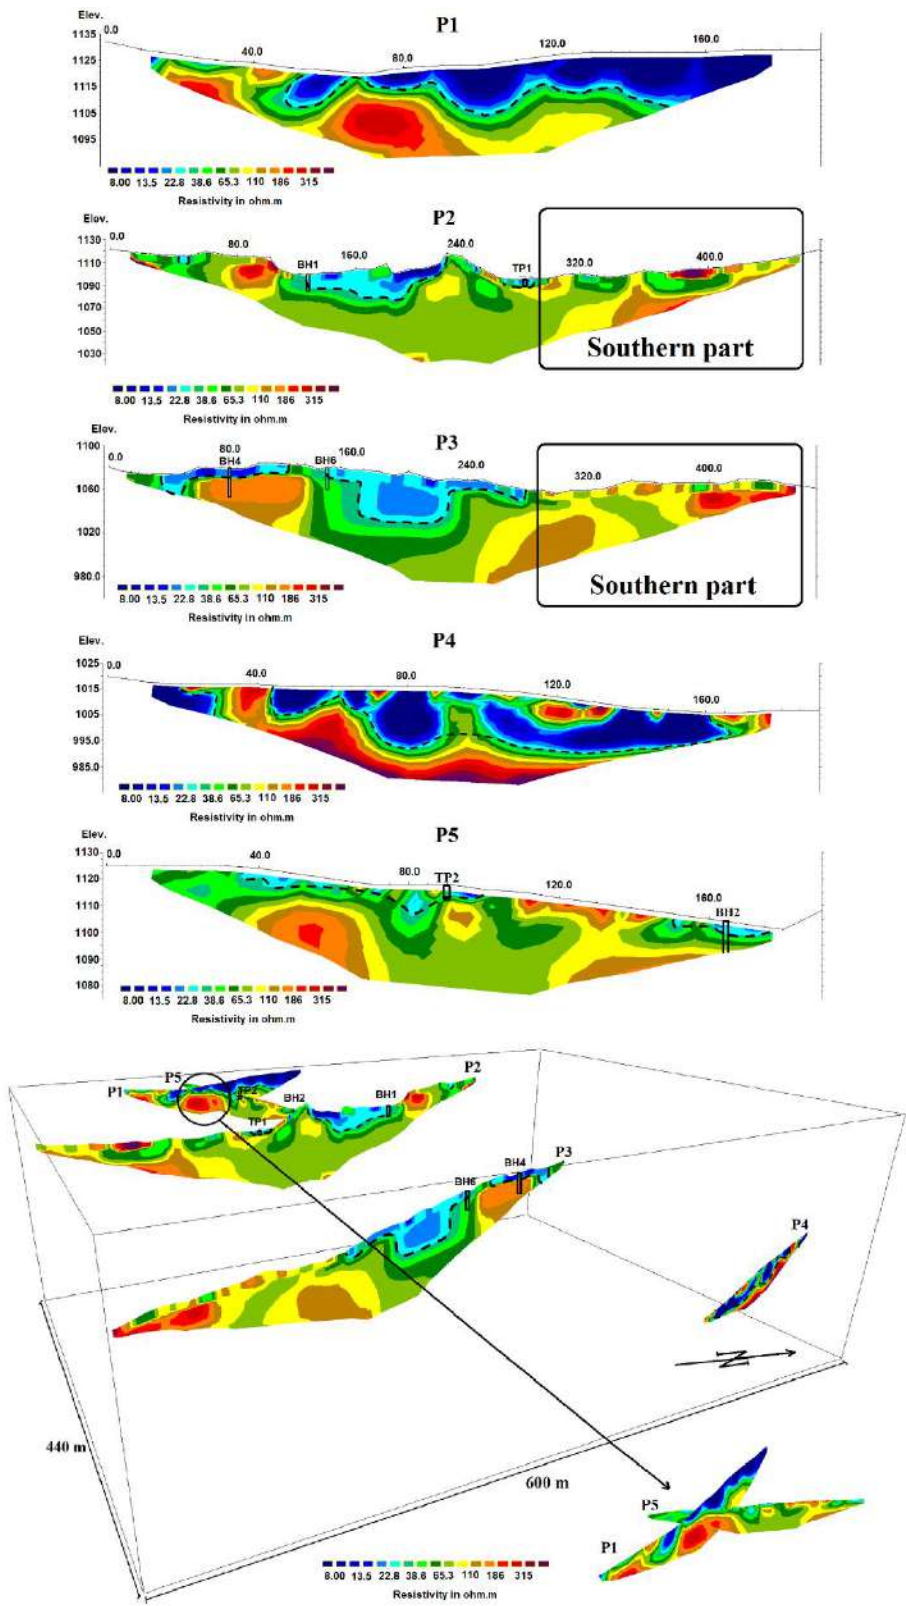 P1
Elev.
0.0
40.0
80.0
120.0
160.0
1135
1125
1115
1105
1095
8.00 13.5 22.8 38.6 65.3 110 186 315
Resistivity in ohm.m
P2
Elev.
0.0
80.0
160.0
240.0
320.0
400.0
BH1
TP1
1130
1110
1090
1070
1050
1030
Southern part
8.00 13.5 22.8 38.6 65.3 110 186 315
Resistivity in ohm.m
P3
Elev.
0.0
80.0
160.0
240.0
320.0
400.0
BH4
BH6
1100
1060
1020
980.0
Southern part
8.00 13.5 22.8 38.6 65.3 110 186 315
Resistivity in ohm.m
P4
Elev.
0.0
40.0
80.0
120.0
160.0
1025
1015
1005
995.0
985.0
8.00 13.5 22.8 38.6 65.3 110 186 315
Resistivity in ohm.m
P5
Elev.
0.0
40.0
80.0
120.0
160.0
TP2
BH2
1130
1120
1110
1100
1090
1080
8.00 13.5 22.8 38.6 65.3 110 186 315
Resistivity in ohm.m
P1
P5
TP2
BH2
BH1
P2
TP1
BH6
BH4
P3
P4
N
440 m
600 m
P5
P1
8.00 13.5 22.8 38.6 65.3 110 186 315
Resistivity in ohm.m